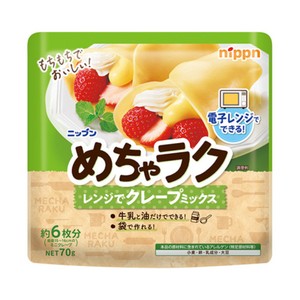 もちもちで
おいしい!
nippn
電子レンジで
できる!
ニップン
めちゃラク
レンジでクレープミックス
• 牛乳と油だけでできる!
• 袋で作れる!
約6枚分
NET 70g
MECHA
RAKU